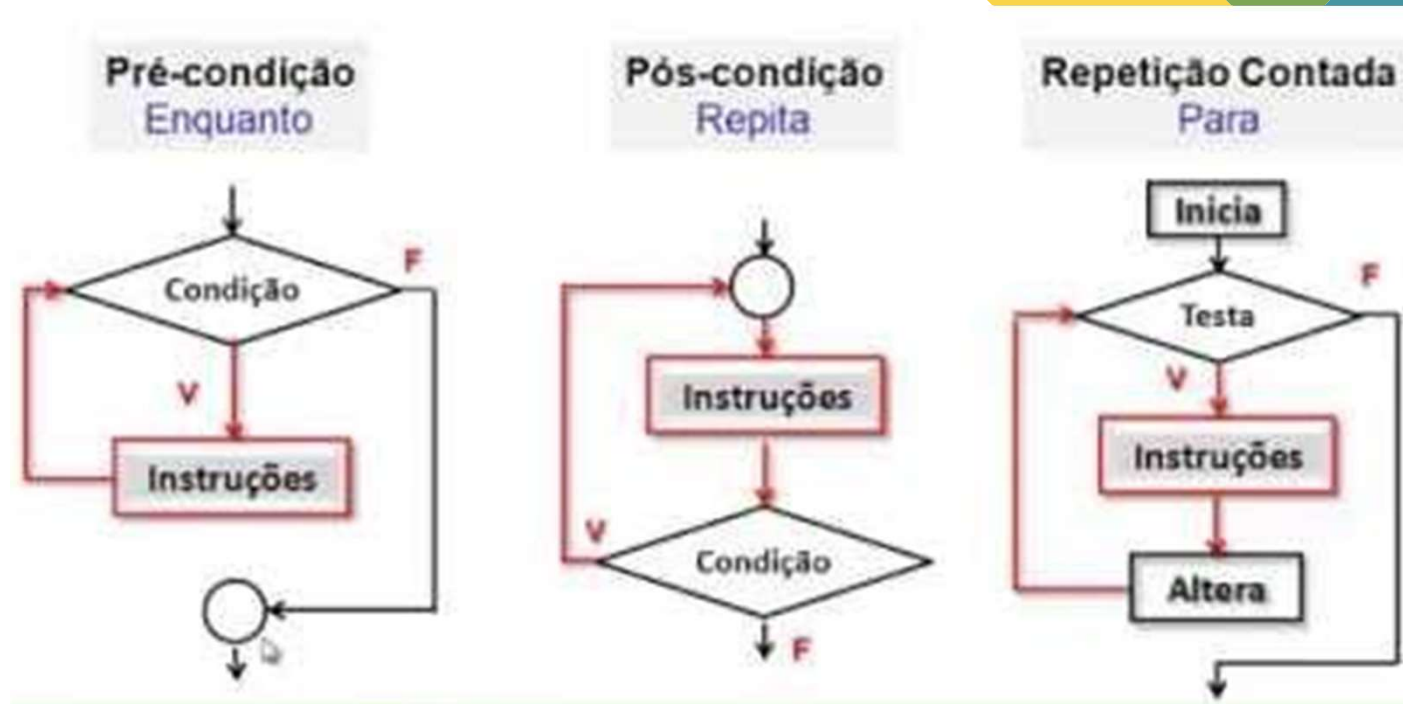 Pré-condição
Enquanto
Condição
F
V
Instruções
Pós-condição
Repita
Instruções
V
Condição
F
Repetição Contada
Para
Inicia
F
Testa
V
Instruções
Altera